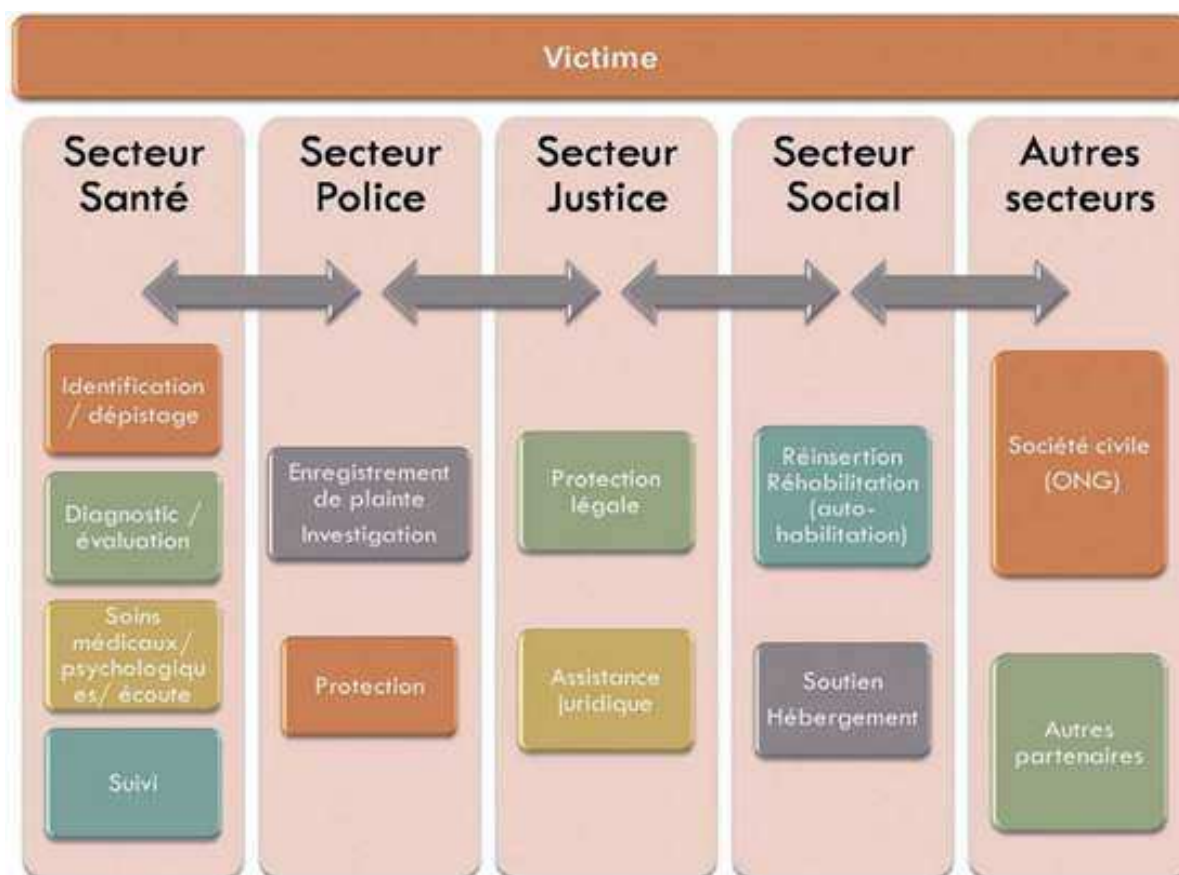 Victime
Secteur
Santé
Identification
/ dépistage
Diagnostic /
évaluation
Soins
médicaux/
psychologiqu
es/ écoute
Suivi
Secteur
Police
Enregistrement
de plainte
Investigation
Protection
Secteur
Justice
Protection
légale
Assistance
juridique
Secteur
Social
Réinsertion
Réhabilitation
(auto-
habilitation)
Soutien
Hébergement
Autres
secteurs
Société civile
(ONG)
Autres
partenaires